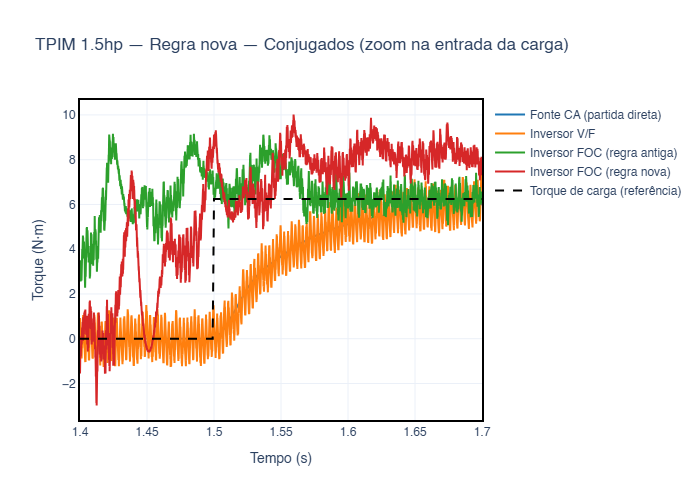 TPIM 1.5hp — Regra nova — Conjugados (zoom na entrada da carga)
Torque (N·m)
10
8
6
4
2
0
−2
1.4
1.45
1.5
1.55
1.6
1.65
1.7
Tempo (s)
Fonte CA (partida direta)
Inversor V/F
Inversor FOC (regra antiga)
Inversor FOC (regra nova)
Torque de carga (referência)